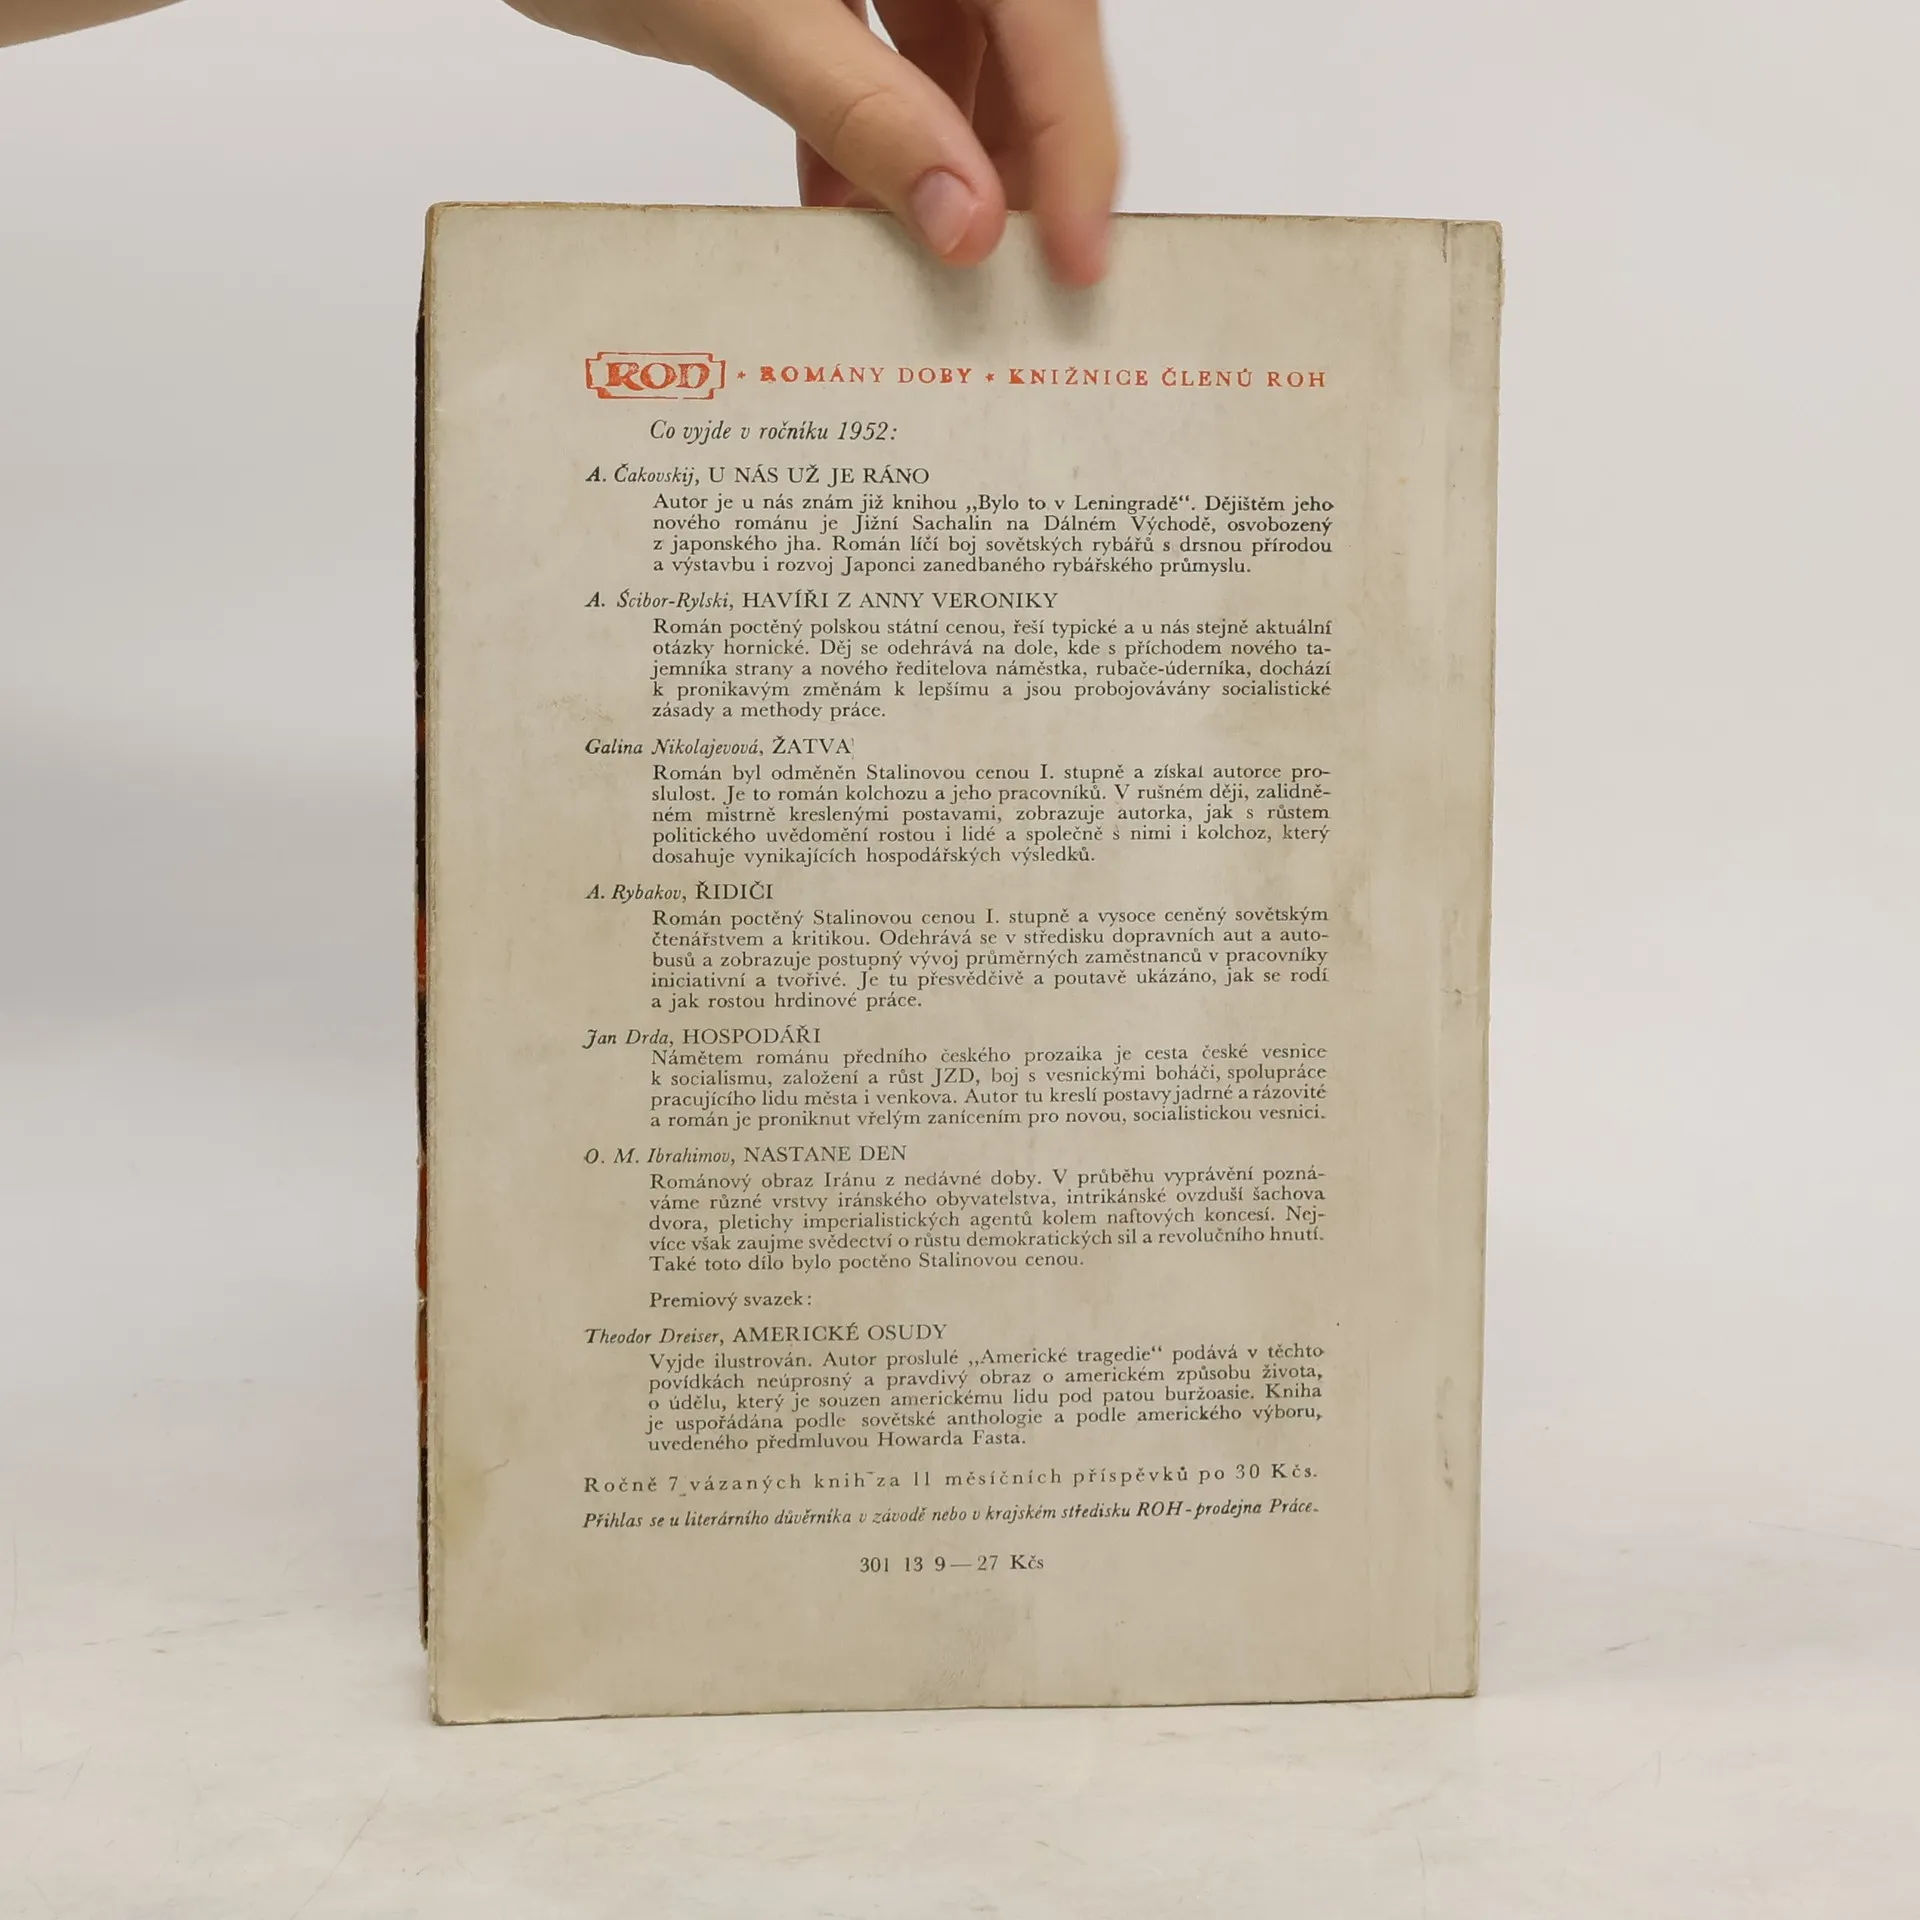 ROD * ROMÁNY DOBY * KNIŽNICE ČLENŮ ROH
Co vyjde v ročníku 1952:
A. Čakovskij, U NÁS UŽ JE RÁNO
Autor je u nás znám již knihou „Bylo to v Leningradě“. Dějištěm jeho
nového románu je Jižní Sachalin na Dálném Východě, osvobozený
z japonského jha. Román líčí boj sovětských rybářů s drsnou přírodou
a výstavbu i rozvoj Japonci zanedbaného rybářského průmyslu.
A. Ścibor-Rylski, HAVÍŘI Z ANNY VERONIKY
Román poctěný polskou státní cenou, řeší typické a u nás stejně aktuální
otázky hornické. Děj se odehrává na dole, kde s příchodem nového ta-
jemníka strany a nového ředitelova náměstka, rubače-úderníka, dochází
k pronikavým změnám k lepšímu a jsou probojovávány socialistické
zásady a methody práce.
Galina Nikolajevová, ŽATVA
Román byl odměněn Stalinovou cenou I. stupně a získal autorce pro-
slulost. Je to román kolchozu a jeho pracovníků. V rušném ději, zalidně-
ném mistrně kreslenými postavami, zobrazuje autorka, jak s růstem
politického uvědomění rostou i lidé a společně s nimi i kolchoz, který
dosahuje vynikajících hospodářských výsledků.
A. Rybakov, ŘIDIČI
Román poctěný Stalinovou cenou I. stupně a vysoce ceněný sovětským
čtenářstvem a kritikou. Odehrává se v středisku dopravních aut a auto-
busů a zobrazuje postupný vývoj průměrných zaměstnanců v pracovníky
iniciativní a tvořivé. Je tu přesvědčivě a poutavě ukázáno, jak se rodí
a jak rostou hrdinové práce.
Jan Drda, HOSPODÁŘI
Námětem románu předního českého prozaika je cesta české vesnice
k socialismu, založení a růst JZD, boj s vesnickými boháči, spolupráce
pracujícího lidu města i venkova. Autor tu kreslí postavy jadrné a rázovité
a román je proniknut vřelým zanícením pro novou, socialistickou vesnici.
O. M. Ibrahimov, NASTANE DEN
Románový obraz Iránu z nedávné doby. V průběhu vyprávění pozná-
váme různé vrstvy iránského obyvatelstva, intrikánské ovzduší šachova
dvora, pletichy imperialistických agentů kolem naftových koncesí. Nej-
více však zaujme svědectví o růstu demokratických sil a revolučního hnutí.
Také toto dílo bylo poctěno Stalinovou cenou.
Premiový svazek:
Theodor Dreiser, AMERICKÉ OSUDY
Vyjde ilustrován. Autor proslulé „Americké tragedie“ podává v těchto
povídkách neúprosný a pravdivý obraz o americkém způsobu života,
o údělu, který je souzen americkému lidu pod patou buržoasie. Kniha
je uspořádána podle sovětské anthologie a podle amerického výboru,
uvedeného předmluvou Howarda Fasta.
Ročně 7 vázaných knih za 11 měsíčních příspěvků po 30 Kčs.
Přihlas se u literárního důvěrníka v závodě nebo v krajském středisku ROH-prodejna Práce.
301 13 9—27 Kčs